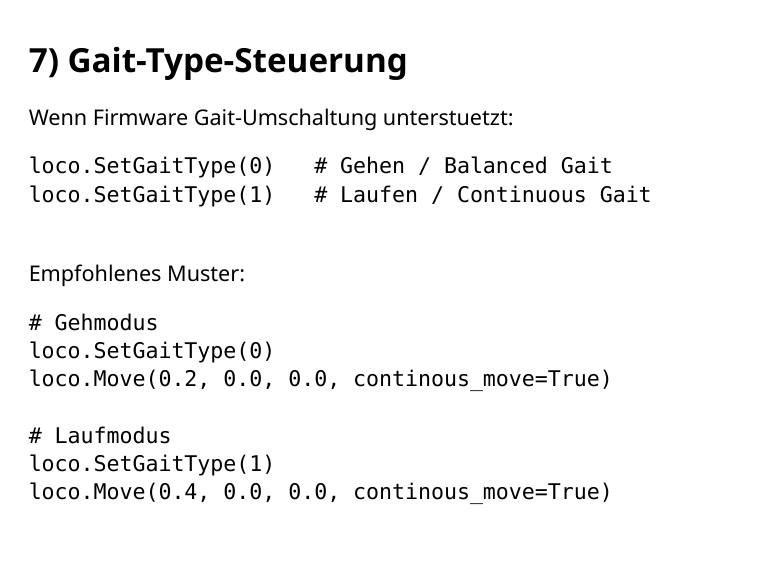 7) Gait-Type-Steuerung
Wenn Firmware Gait-Umschaltung unterstuetzt:
loco.SetGaitType(0)   # Gehen / Balanced Gait
loco.SetGaitType(1)   # Laufen / Continuous Gait
Empfohlenes Muster:
# Gehmodus
loco.SetGaitType(0)
loco.Move(0.2, 0.0, 0.0, continous_move=True)
# Laufmodus
loco.SetGaitType(1)
loco.Move(0.4, 0.0, 0.0, continous_move=True)